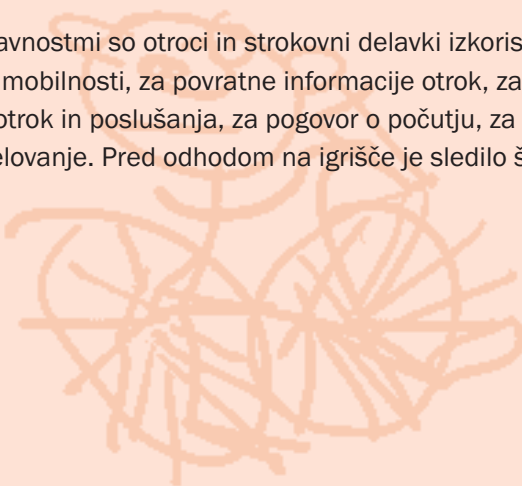 avnostmi so otroci in strokovni delavki izkoris
mobilnosti, za povratne informacije otrok, za
otrok in poslušanja, za pogovor o počutju, za
elovanje. Pred odhodom na igrišče je sledilo š